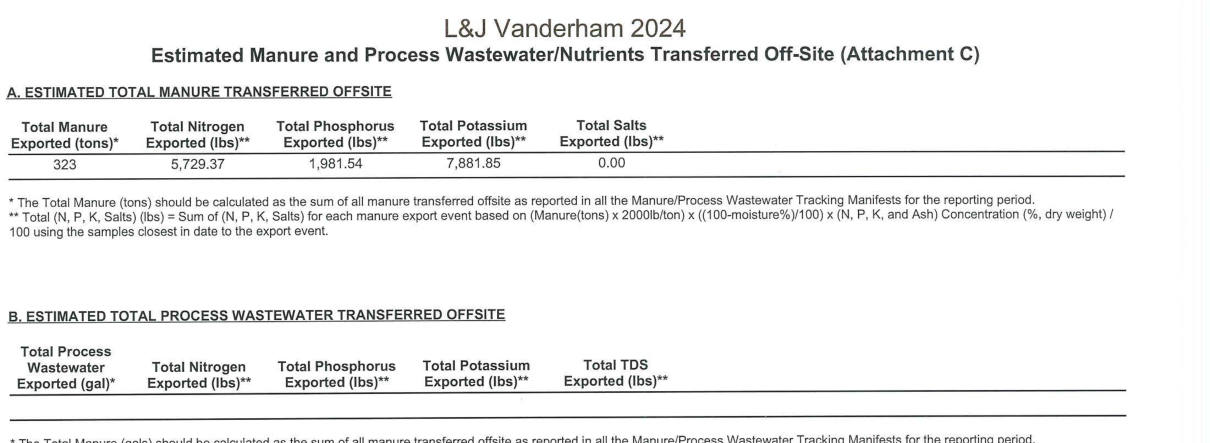 L&J Vanderham 2024
Estimated Manure and Process Wastewater/Nutrients Transferred Off-Site (Attachment C)
A. ESTIMATED TOTAL MANURE TRANSFERRED OFFSITE
Total Manure Exported (tons)* Total Nitrogen Exported (lbs)** Total Phosphorus Exported (lbs)** Total Potassium Exported (lbs)** Total Salts Exported (lbs)**
323 5,729.37 1,981.54 7,881.85 0.00
* The Total Manure (tons) should be calculated as the sum of all manure transferred offsite as reported in all the Manure/Process Wastewater Tracking Manifests for the reporting period.
** Total (N, P, K, Salts) (lbs) = Sum of (N, P, K, Salts) for each manure export event based on (Manure(tons) x 2000lb/ton) x ((100-moisture%)/100) x (N, P, K, and Ash) Concentration (%, dry weight) /
100 using the samples closest in date to the export event.
B. ESTIMATED TOTAL PROCESS WASTEWATER TRANSFERRED OFFSITE
Total Process Wastewater Exported (gal)* Total Nitrogen Exported (lbs)** Total Phosphorus Exported (lbs)** Total Potassium Exported (lbs)** Total TDS Exported (lbs)**
* The Total Manure (gals) should be calculated as the sum of all manure transferred offsite as reported in all the Manure/Process Wastewater Tracking Manifests for the reporting period.